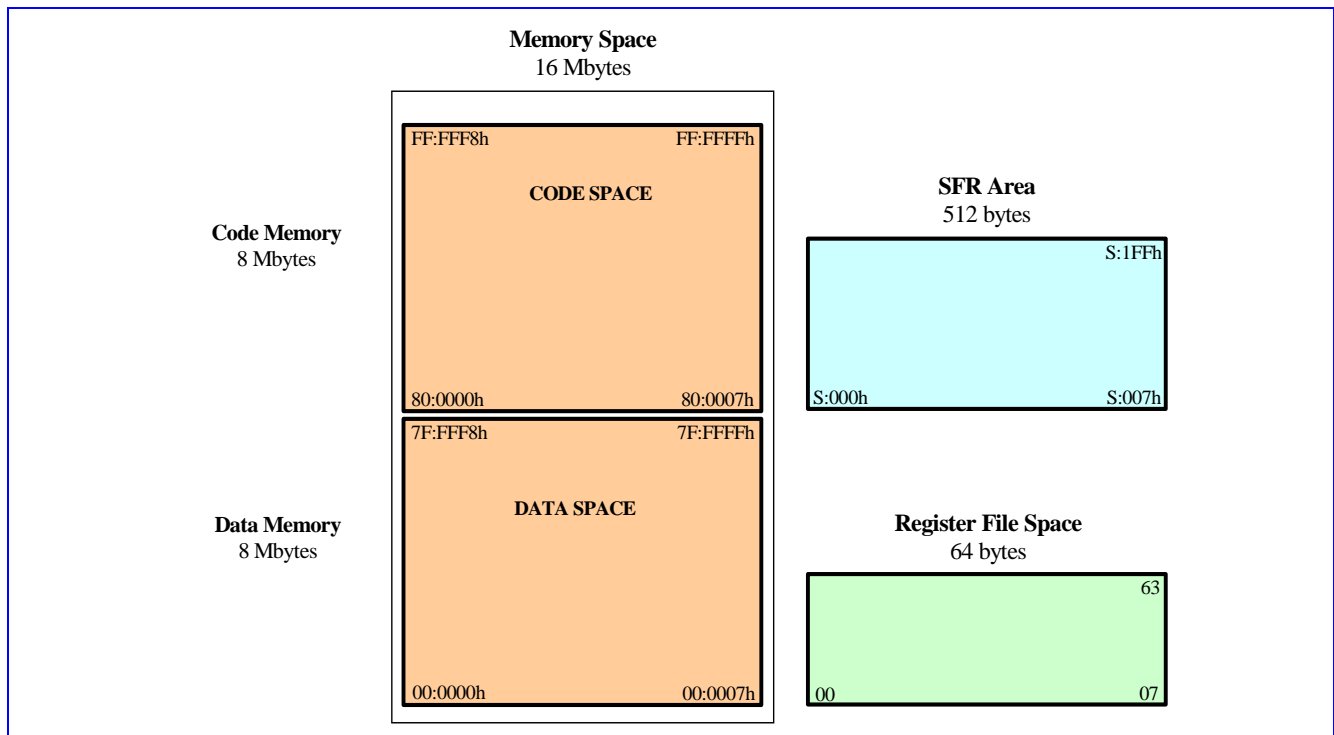 Memory Space
16 Mbytes
FF:FFF8h FF:FFFFh
CODE SPACE
Code Memory
8 Mbytes
80:0000h 80:0007h
7F:FFF8h 7F:FFFFh
DATA SPACE
Data Memory
8 Mbytes
00:0000h 00:0007h
SFR Area
512 bytes
S:1FFh
S:000h S:007h
Register File Space
64 bytes
63
00 07